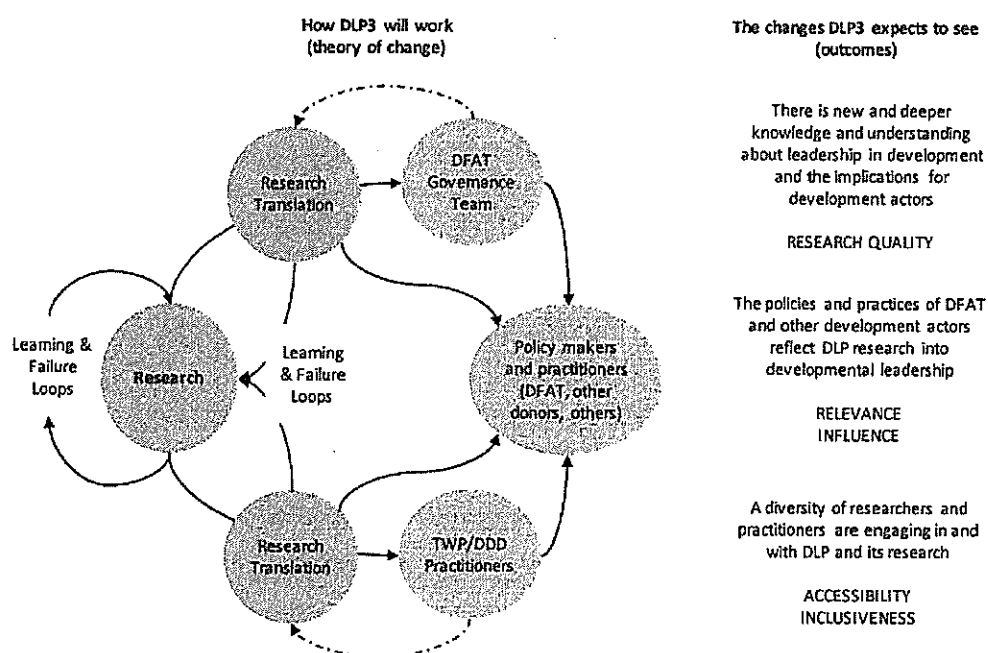 How DLP3 will work
(theory of change)
The changes DLP3 expects to see
(outcomes)
Research
Translation
DFAT
Governance
Team
Learning &
Failure
Loops
Research
Learning
& Failure
Loops
Policy makers
and practitioners
(DFAT, other
donors, others)
Research
Translation
TWP/DDD
Practitioners
There is new and deeper
knowledge and understanding
about leadership in development
and the implications for
development actors
RESEARCH QUALITY
The policies and practices of DFAT
and other development actors
reflect DLP research into
developmental leadership
RELEVANCE
INFLUENCE
A diversity of researchers and
practitioners are engaging in and
with DLP and its research
ACCESSIBILITY
INCLUSIVENESS